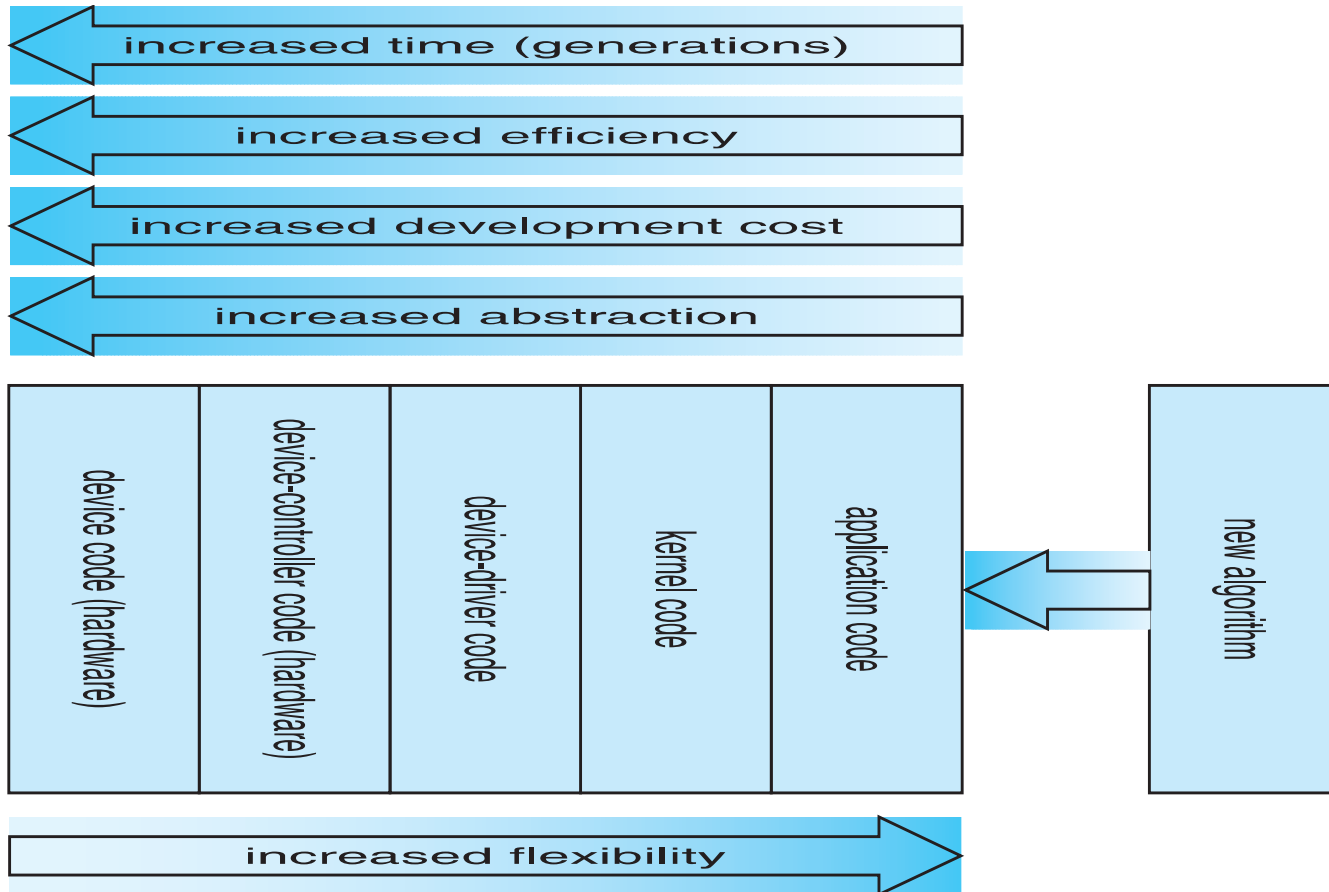 increased time (generations)
increased efficiency
increased development cost
increased abstraction
device code (hardware)
device-controller code (hardware)
device-driver code
kernel code
application code
new algorithm
increased flexibility